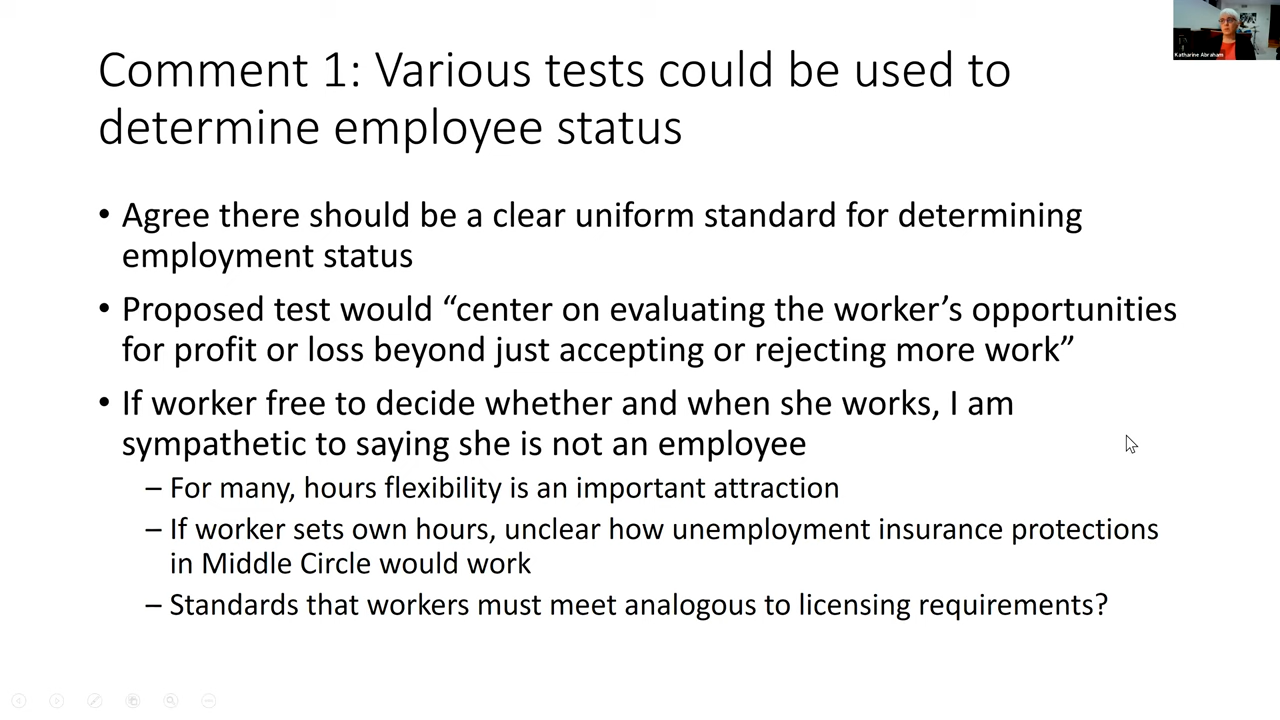 Katharine Abraham
Comment 1: Various tests could be used to
determine employee status
• Agree there should be a clear uniform standard for determining
employment status
• Proposed test would “center on evaluating the worker’s opportunities
for profit or loss beyond just accepting or rejecting more work”
• If worker free to decide whether and when she works, I am
sympathetic to saying she is not an employee
– For many, hours flexibility is an important attraction
– If worker sets own hours, unclear how unemployment insurance protections
in Middle Circle would work
– Standards that workers must meet analogous to licensing requirements?